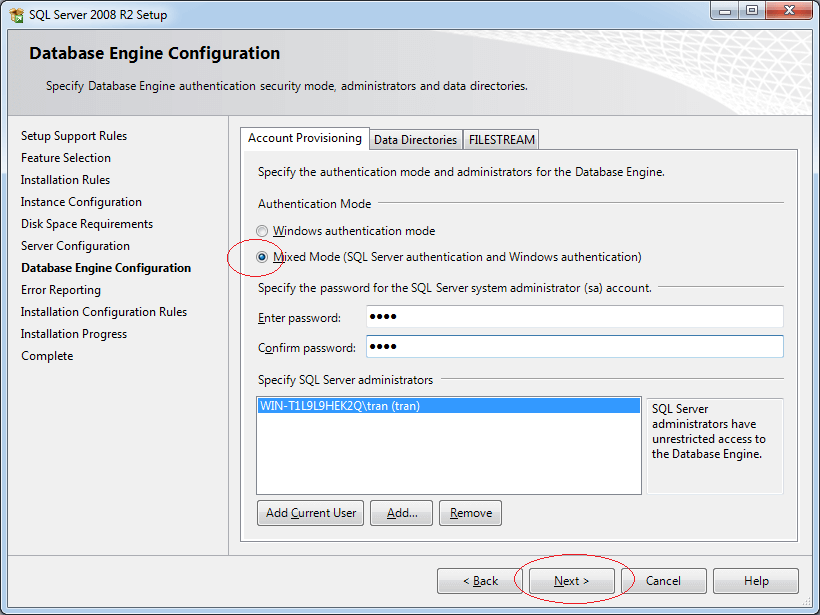 SQL Server 2008 R2 Setup
Database Engine Configuration
Specify Database Engine authentication security mode, administrators and data directories.
Setup Support Rules
Feature Selection
Installation Rules
Instance Configuration
Disk Space Requirements
Server Configuration
Database Engine Configuration
Error Reporting
Installation Configuration Rules
Installation Progress
Complete
Account Provisioning
Data Directories
FILESTREAM
Specify the authentication mode and administrators for the Database Engine.
Authentication Mode
Windows authentication mode
Mixed Mode (SQL Server authentication and Windows authentication)
Specify the password for the SQL Server system administrator (sa) account.
Enter password: ●●●●
Confirm password: ●●●●
Specify SQL Server administrators
WIN-T1L9L9HEK2Q\tran (tran)
SQL Server
administrators have
unrestricted access to
the Database Engine.
Add Current User
Add...
Remove
< Back
Next >
Cancel
Help